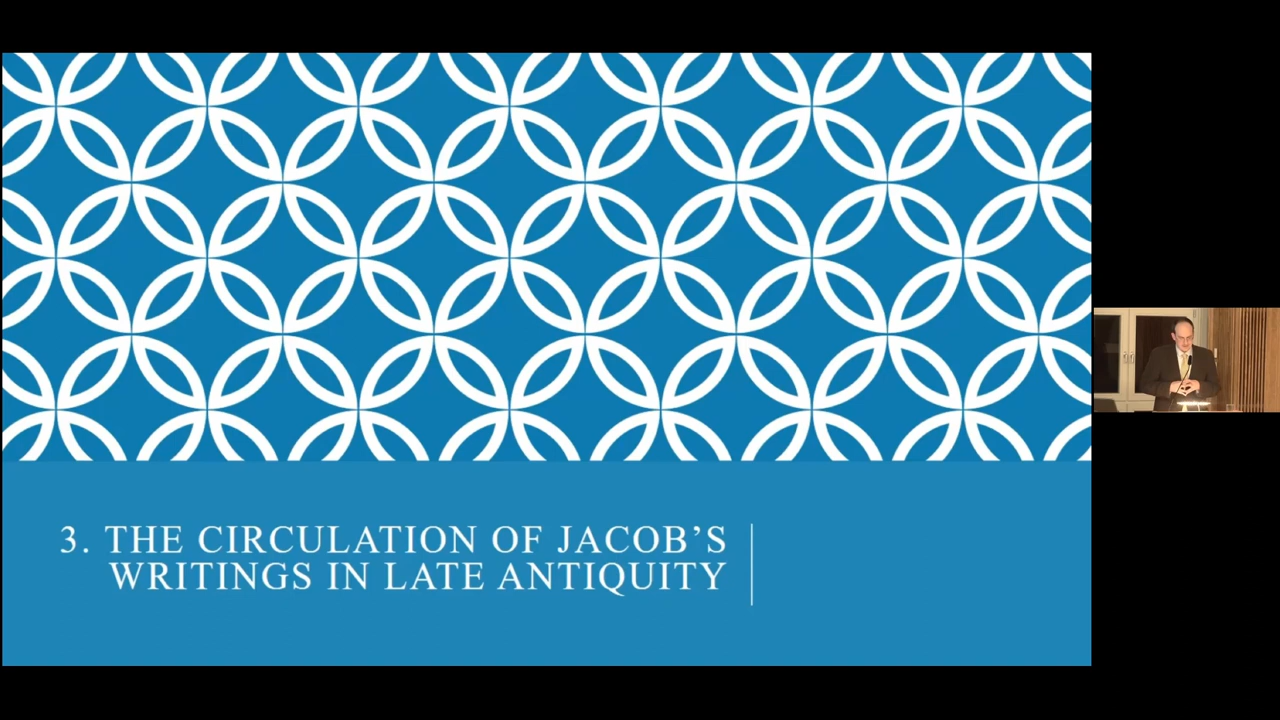 3. THE CIRCULATION OF JACOB’S
WRITINGS IN LATE ANTIQUITY